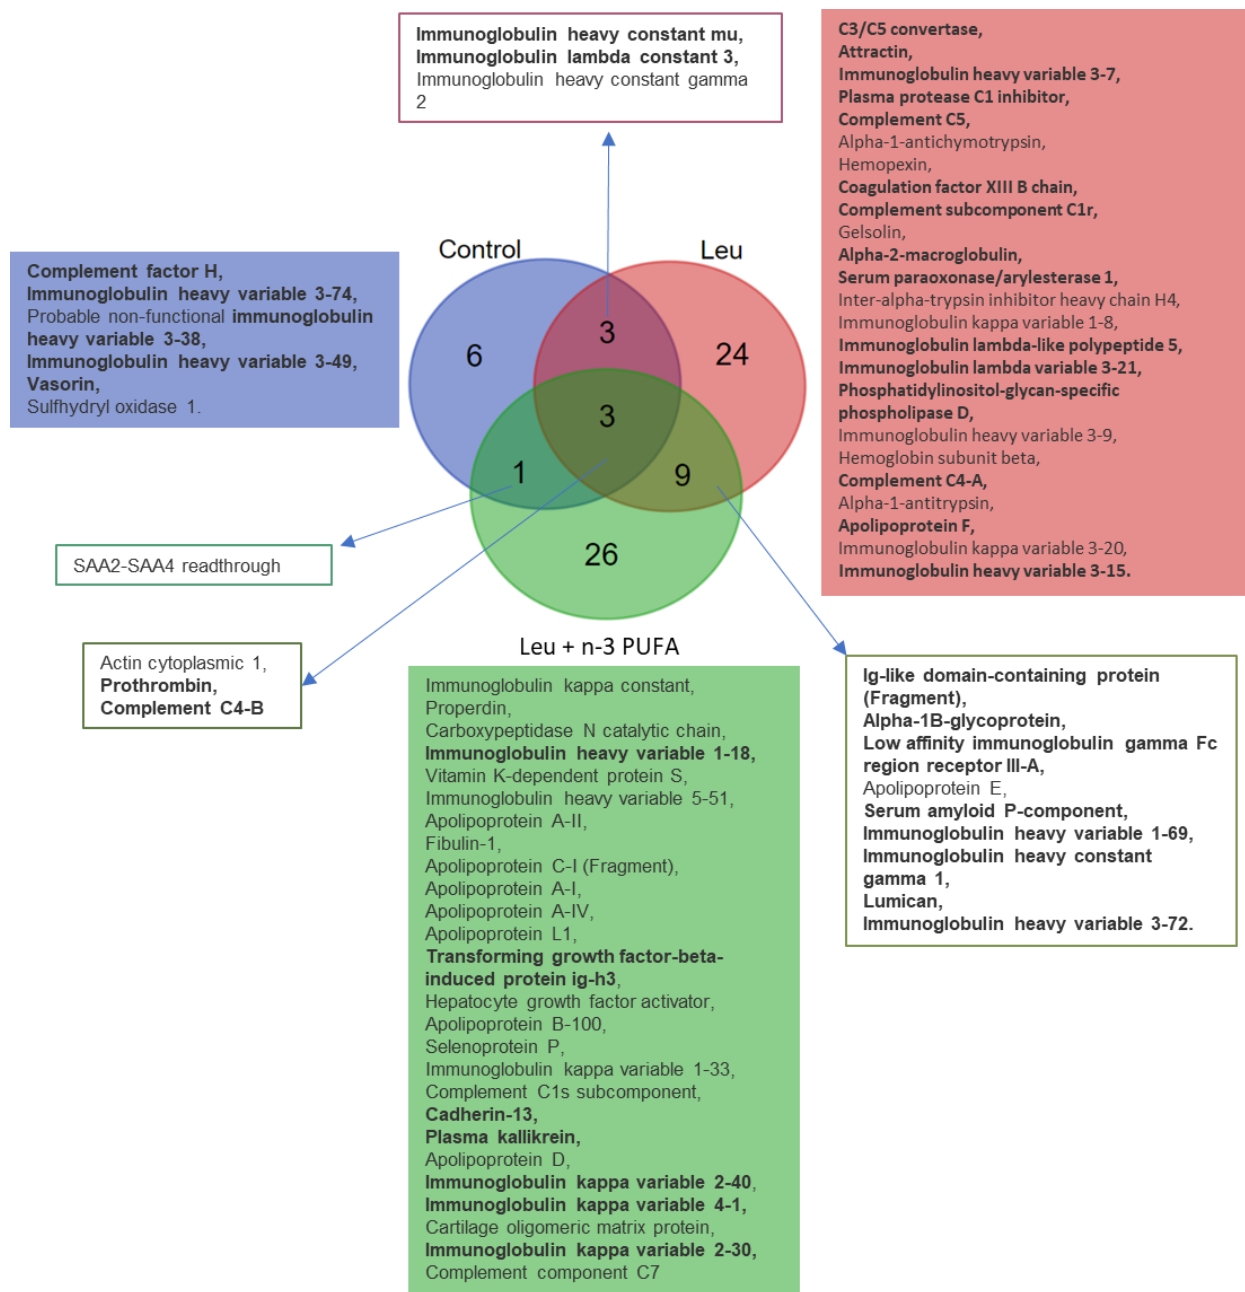 Immunoglobulin heavy constant mu,
Immunoglobulin lambda constant 3,
Immunoglobulin heavy constant gamma
2
C3/C5 convertase,
Attractin,
Immunoglobulin heavy variable 3-7,
Plasma protease C1 inhibitor,
Complement C5,
Alpha-1-antichymotrypsin,
Hemopexin,
Coagulation factor XIII B chain,
Complement subcomponent C1r,
Gelsolin,
Alpha-2-macroglobulin,
Serum paraoxonase/arylesterase 1,
Inter-alpha-trypsin inhibitor heavy chain H4,
Immunoglobulin kappa variable 1-8,
Immunoglobulin lambda-like polypeptide 5,
Immunoglobulin lambda variable 3-21,
Phosphatidylinositol-glycan-specific
phospholipase D,
Immunoglobulin heavy variable 3-9,
Hemoglobin subunit beta,
Complement C4-A,
Alpha-1-antitrypsin,
Apolipoprotein F,
Immunoglobulin kappa variable 3-20,
Immunoglobulin heavy variable 3-15.
Control
Leu
Complement factor H,
Immunoglobulin heavy variable 3-74,
Probable non-functional immunoglobulin
heavy variable 3-38,
Immunoglobulin heavy variable 3-49,
Vasorin,
Sulfhydryl oxidase 1.
6
3
24
3
1
9
26
SAA2-SAA4 readthrough
Actin cytoplasmic 1,
Prothrombin,
Complement C4-B
Leu + n-3 PUFA
Immunoglobulin kappa constant,
Properdin,
Carboxypeptidase N catalytic chain,
Immunoglobulin heavy variable 1-18,
Vitamin K-dependent protein S,
Immunoglobulin heavy variable 5-51,
Apolipoprotein A-II,
Fibulin-1,
Apolipoprotein C-I (Fragment),
Apolipoprotein A-I,
Apolipoprotein A-IV,
Apolipoprotein L1,
Transforming growth factor-beta-
induced protein ig-h3,
Hepatocyte growth factor activator,
Apolipoprotein B-100,
Selenoprotein P,
Immunoglobulin kappa variable 1-33,
Complement C1s subcomponent,
Cadherin-13,
Plasma kallikrein,
Apolipoprotein D,
Immunoglobulin kappa variable 2-40,
Immunoglobulin kappa variable 4-1,
Cartilage oligomeric matrix protein,
Immunoglobulin kappa variable 2-30,
Complement component C7
Ig-like domain-containing protein
(Fragment),
Alpha-1B-glycoprotein,
Low affinity immunoglobulin gamma Fc
region receptor III-A,
Apolipoprotein E,
Serum amyloid P-component,
Immunoglobulin heavy variable 1-69,
Immunoglobulin heavy constant
gamma 1,
Lumican,
Immunoglobulin heavy variable 3-72.